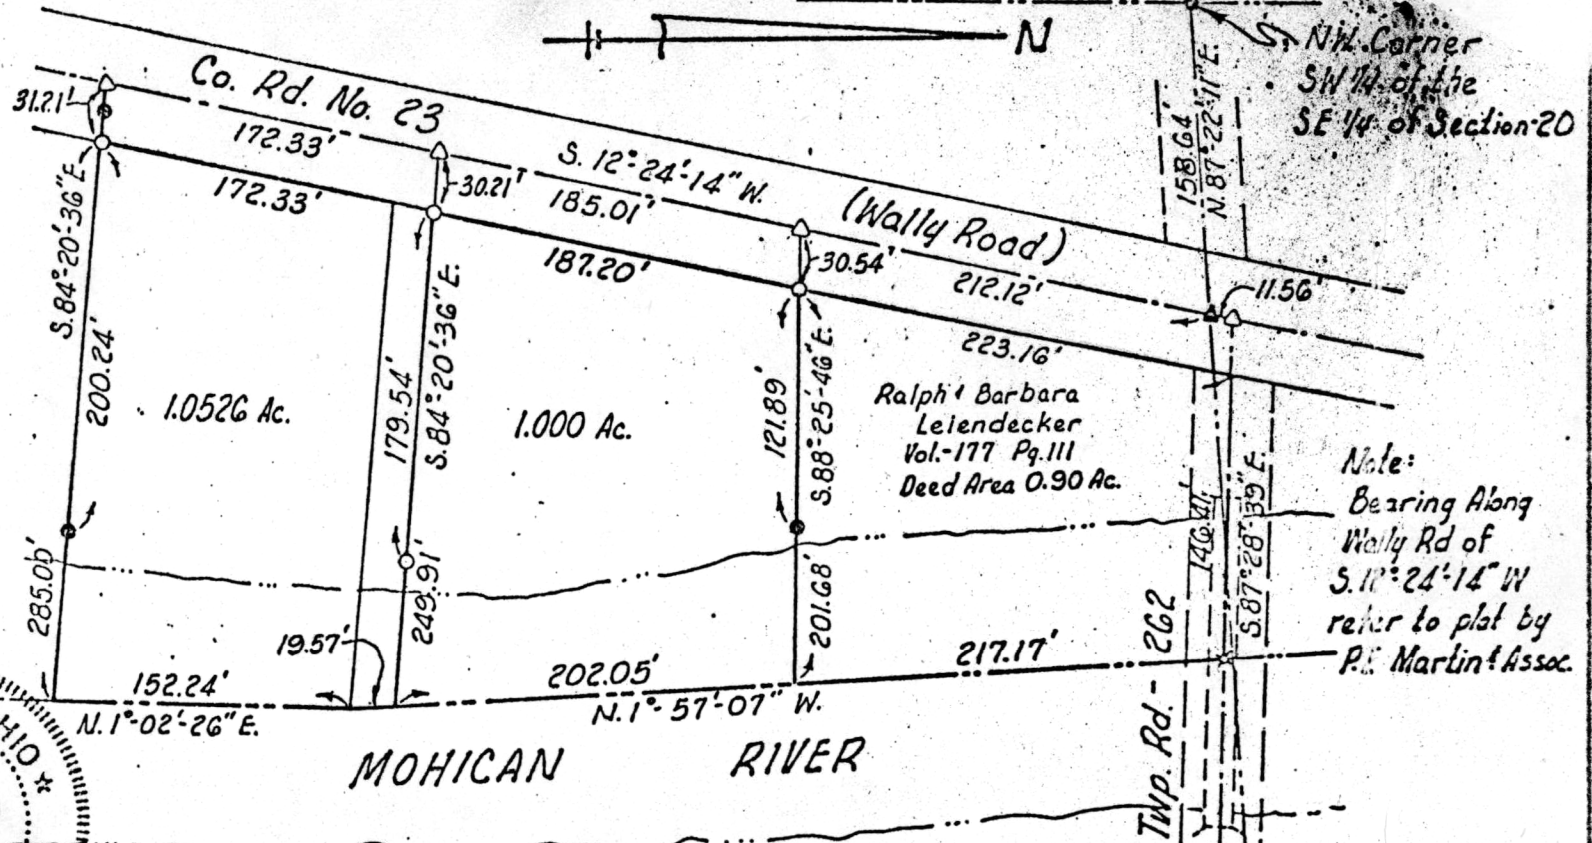 N
NW. Corner
SW 1/4 of the
SE 1/4 of Section-20
158.64'
N.87°-22'-11"E.
Co. Rd. No. 23
31.21'
172.33'
S. 12°-24'-14" W.
(Wally Road)
30.21'
185.01'
172.33'
187.20'
30.54'
212.12'
11.56'
223.16'
S.84°-20'-36"E.
200.24'
1.0526 Ac.
179.54'
S.84°-20'-36"E.
1.000 Ac.
121.89'
S.88°-25'-46"E.
Ralph & Barbara
Leiendecker
Vol.-177 Pg.111
Deed Area 0.90 Ac.
146.41'
S.87°-28'-39"E.
Note:
Bearing Along
Wally Rd of
S.12°-24'-14" W
refer to plat by
P.E. Martin & Assoc.
285.00'
249.91'
201.68'
19.57'
152.24'
N.1°-02'-26"E.
202.05'
N.1°-57'-07" W.
217.17'
Twp. Rd.- 262
MOHICAN RIVER
OHIO